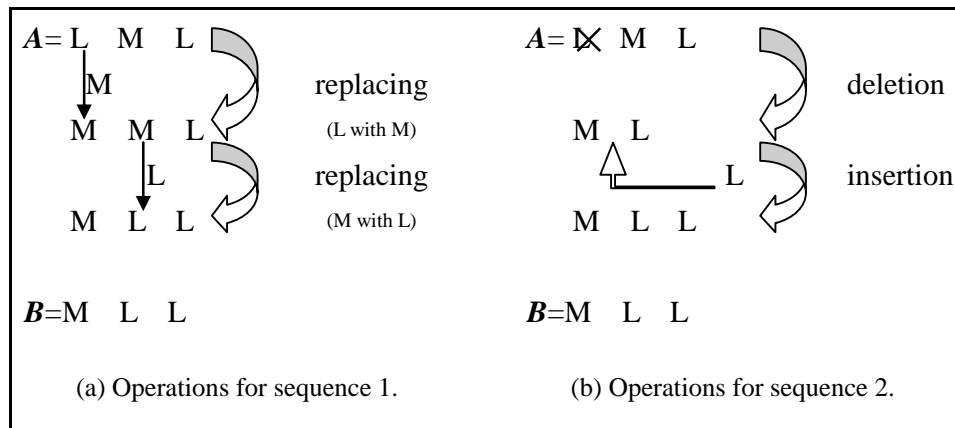 A= L M L
M
replacing
M M L
(L with M)
L
replacing
M L L
(M with L)
B=M L L
(a) Operations for sequence 1.
A= L M L
deletion
M L
L
insertion
M L L
B=M L L
(b) Operations for sequence 2.